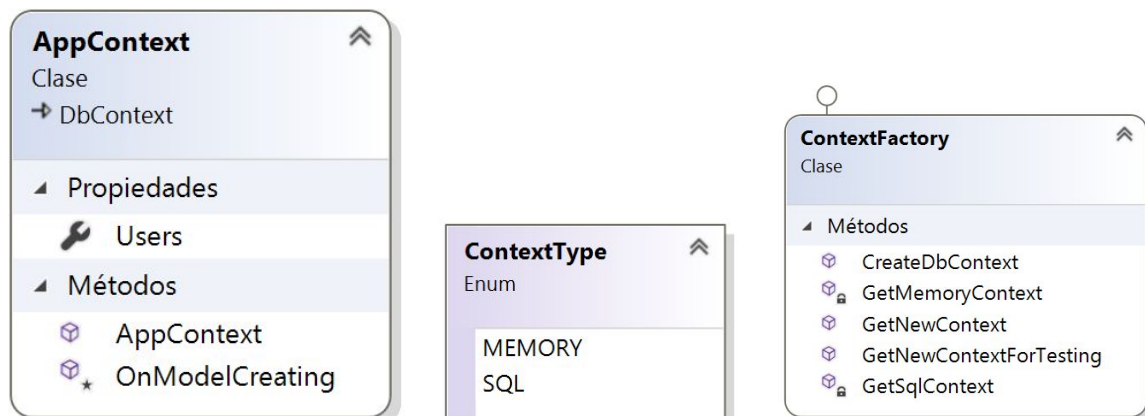 AppContext
Clase
DbContext
Propiedades
Users
Métodos
AppContext
OnModelCreating
ContextType
Enum
MEMORY
SQL
ContextFactory
Clase
Métodos
CreateDbContext
GetMemoryContext
GetNewContext
GetNewContextForTesting
GetSqlContext